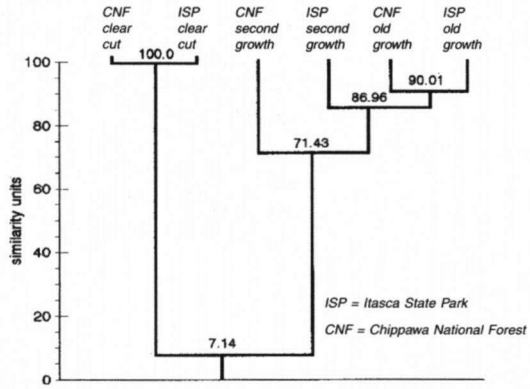 CNF ISP CNF ISP CNF ISP
clear clear second second old old
cut cut growth growth growth growth
100
100.0
90.01
86.96
80
71.43
60
similarity units
40
ISP = Itasca State Park
20
CNF = Chippawa National Forest
7.14
0